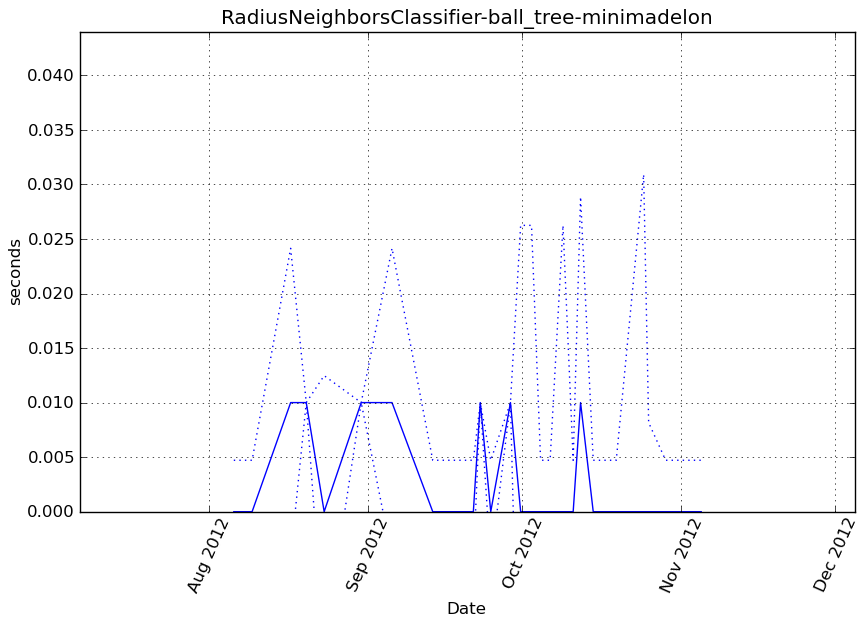 RadiusNeighborsClassifier-ball_tree-minimadelon
0.040
0.035
0.030
0.025
0.020
0.015
0.010
0.005
0.000
seconds
Aug 2012
Sep 2012
Oct 2012
Nov 2012
Dec 2012
Date